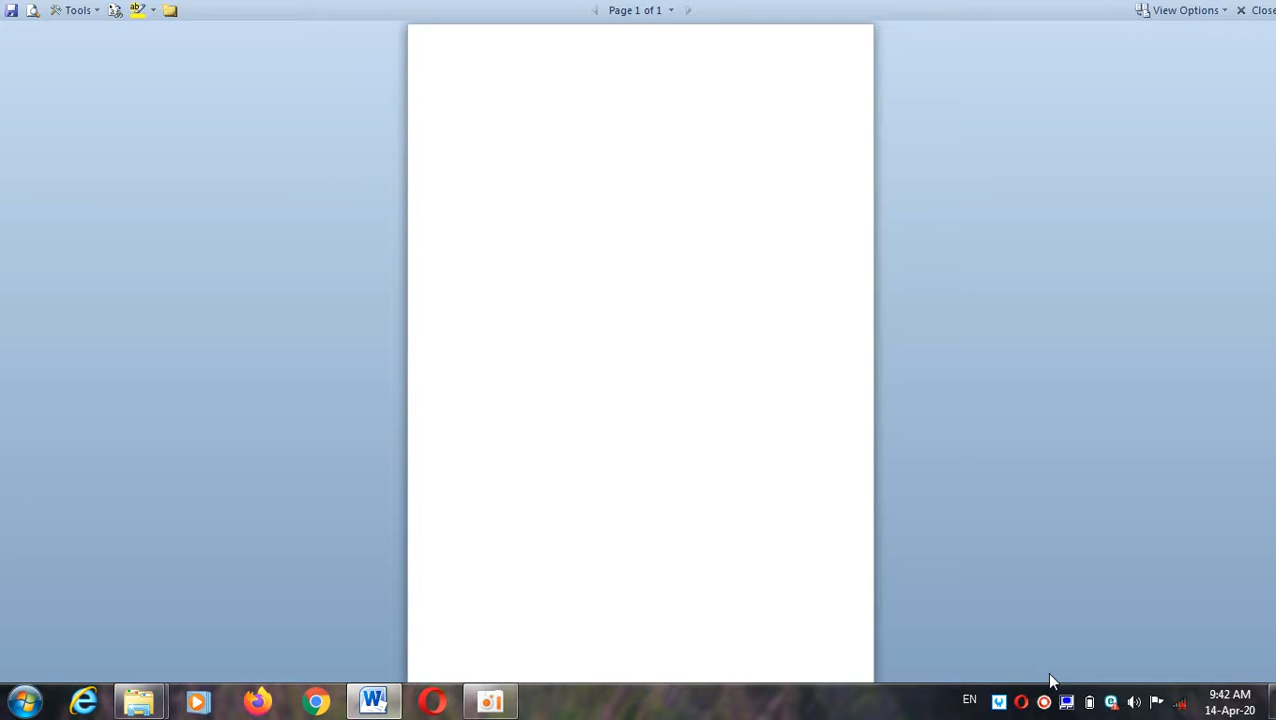 Tools
Page 1 of 1
View Options
Close
EN
9:42 AM
14-Apr-20